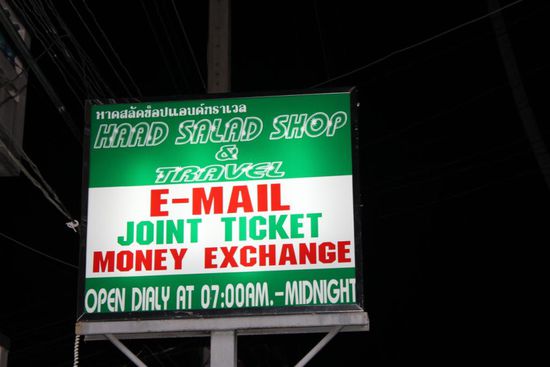 หาดสลัดช็อปแอนด์ทราเวล
HAAD SALAD SHOP
&
TRAVEL
E-MAIL
JOINT TICKET
MONEY EXCHANGE
OPEN DIALY AT 07:00AM.-MIDNIGHT